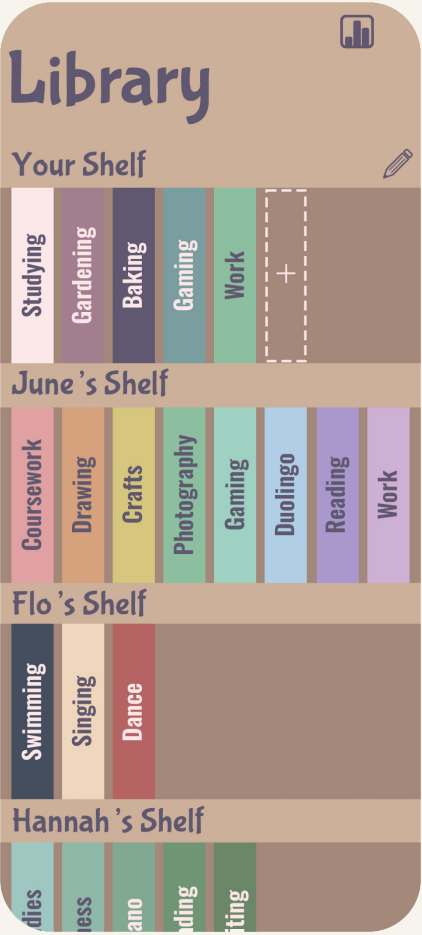 Library
Your Shelf
Studying
Gardening
Baking
Gaming
Work
+
June's Shelf
Coursework
Drawing
Crafts
Photography
Gaming
Duolingo
Reading
Work
Flo's Shelf
Swimming
Singing
Dance
Hannah's Shelf